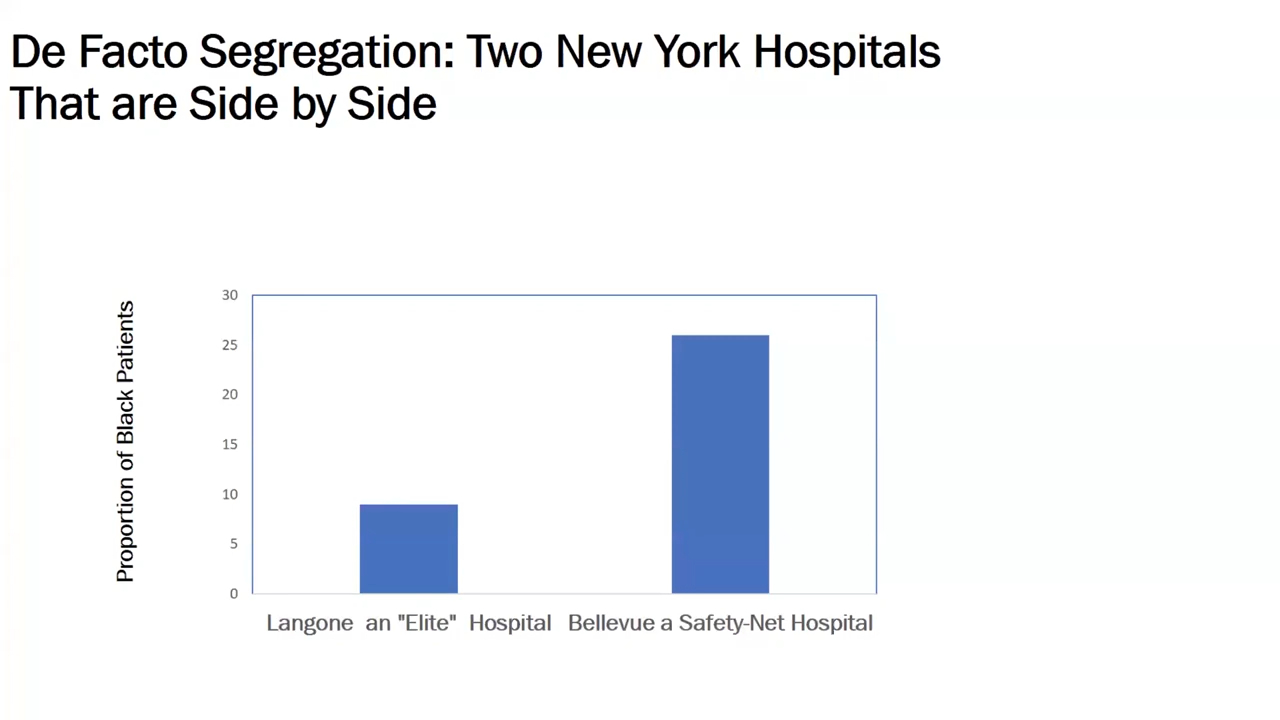 De Facto Segregation: Two New York Hospitals
That are Side by Side
Proportion of Black Patients
30
25
20
15
10
5
0
Langone an "Elite" Hospital
Bellevue a Safety-Net Hospital